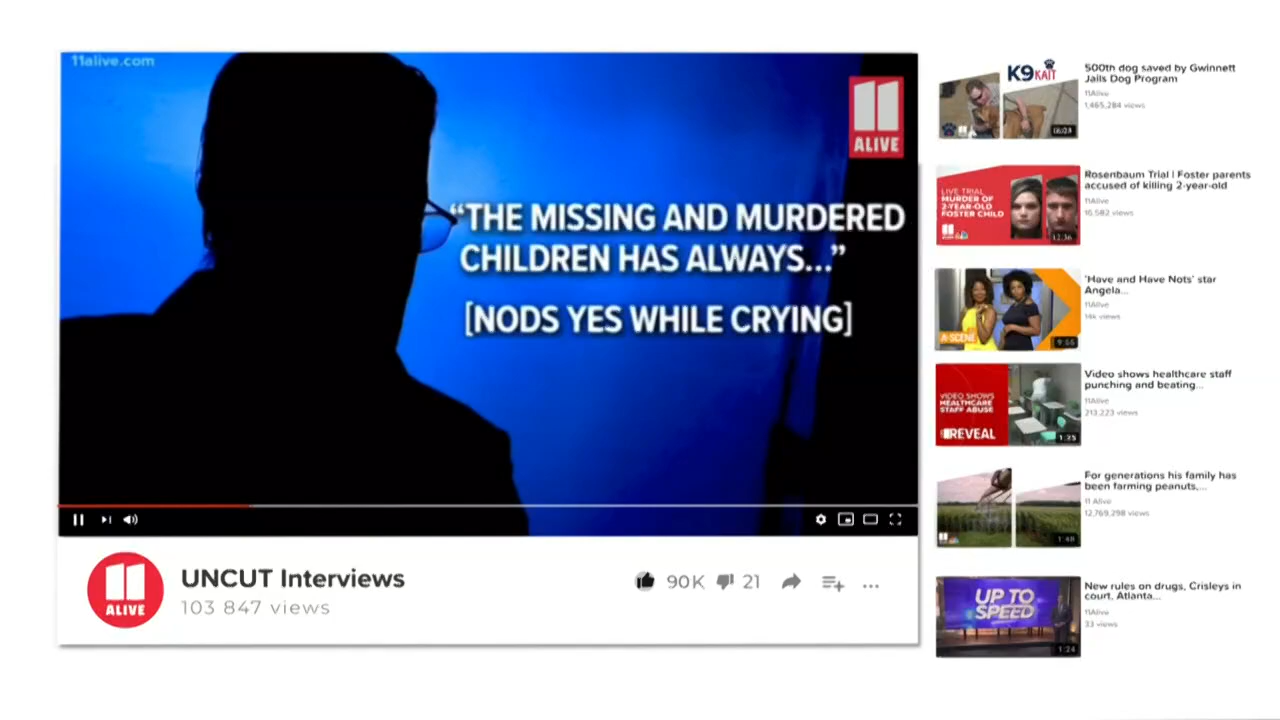 11alive.com
11
ALIVE
“THE MISSING AND MURDERED
CHILDREN HAS ALWAYS...”
[NODS YES WHILE CRYING]
11
ALIVE
UNCUT Interviews
103 847 views
90K
21
K9 KAIT
500th dog saved by Gwinnett
Jails Dog Program
11Alive
1,465,284 views
LIVE TRIAL
MURDER OF
2-YEAR-OLD
FOSTER CHILD
12:36
Rosenbaum Trial | Foster parents
accused of killing 2-year-old
11Alive
16,582 views
A-SCENE
9:55
'Have and Have Nots' star
Angela...
11Alive
14k views
VIDEO SHOWS
HEALTHCARE
STAFF ABUSE
REVEAL
1:25
Video shows healthcare staff
punching and beating...
11Alive
213,223 views
1:48
For generations his family has
been farming peanuts,...
11 Alive
12,769,298 views
UP TO
SPEED
1:24
New rules on drugs, Crisleys in
court, Atlanta...
11Alive
33 views